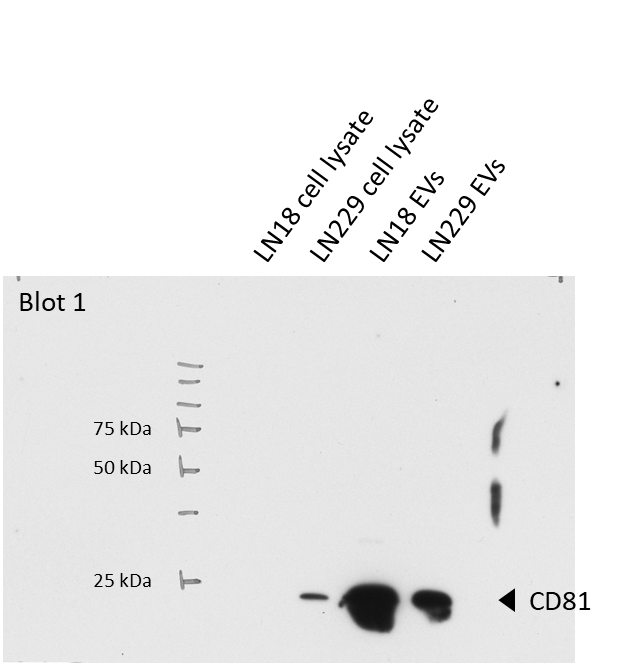 LN18 cell lysate
LN229 cell lysate
LN18 EVs
LN229 EVs
Blot 1
75 kDa
50 kDa
25 kDa
CD81